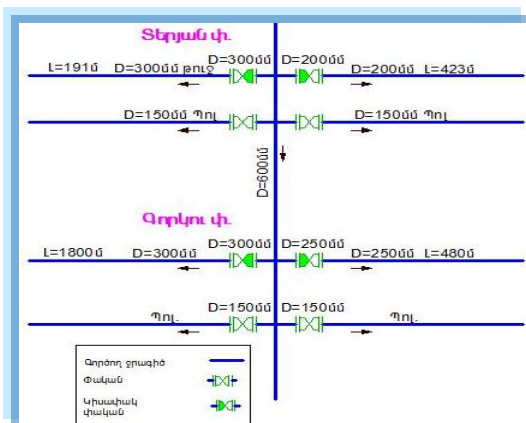 Տերյան փ.
D=300մմ D=200մմ
L=191մ D=300մմ թուջ D=200մմ L=423մ
D=150մմ Պոլ D=150մմ Պոլ
D=600մմ
Գորկու փ.
D=300մմ D=250մմ
L=1800մ D=300մմ D=250մմ L=480մ
D=150մմ D=150մմ
Պոլ. Պոլ.
Գործող ջրագիծ
Փական
Կիսափակ
փական